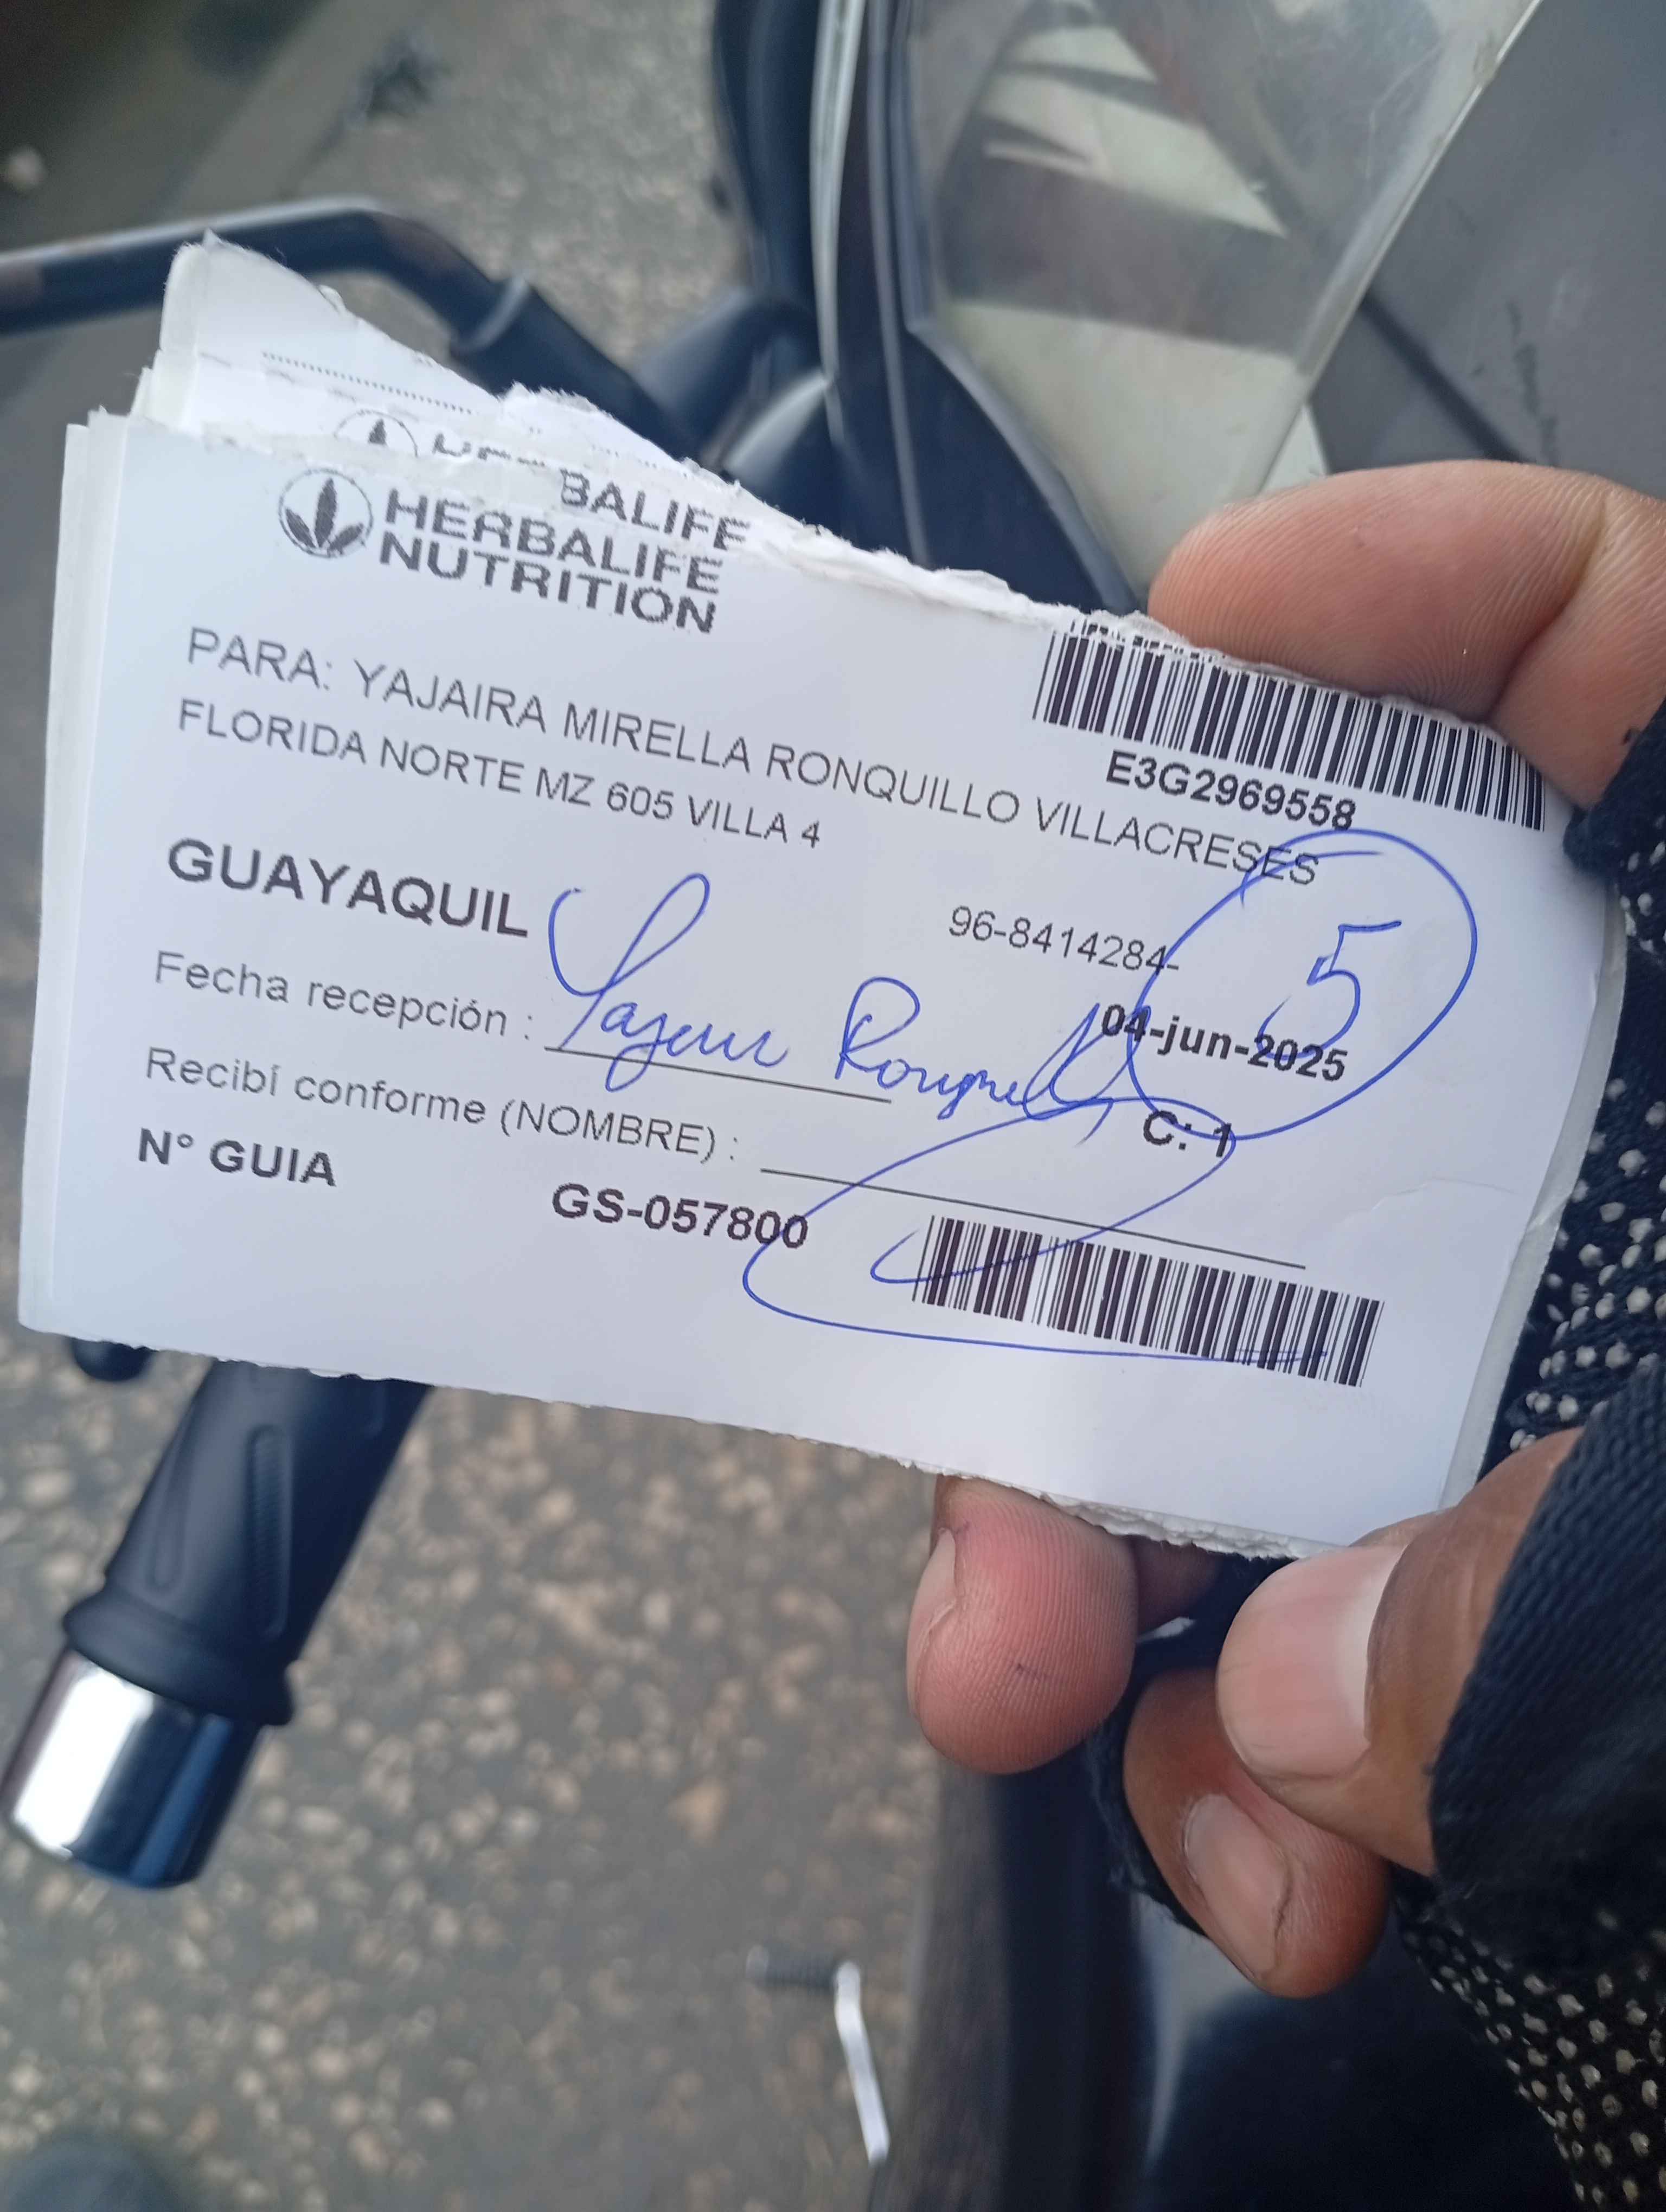 BALIFE
HERBALIFE
NUTRITION
E3G2969558
PARA: YAJAIRA MIRELLA RONQUILLO VILLACRESES
FLORIDA NORTE MZ 605 VILLA 4
GUAYAQUIL
96-8414284-
5
Fecha recepción :
04-jun-2025
Recibí conforme (NOMBRE) :
C: 1
N° GUIA
GS-057800